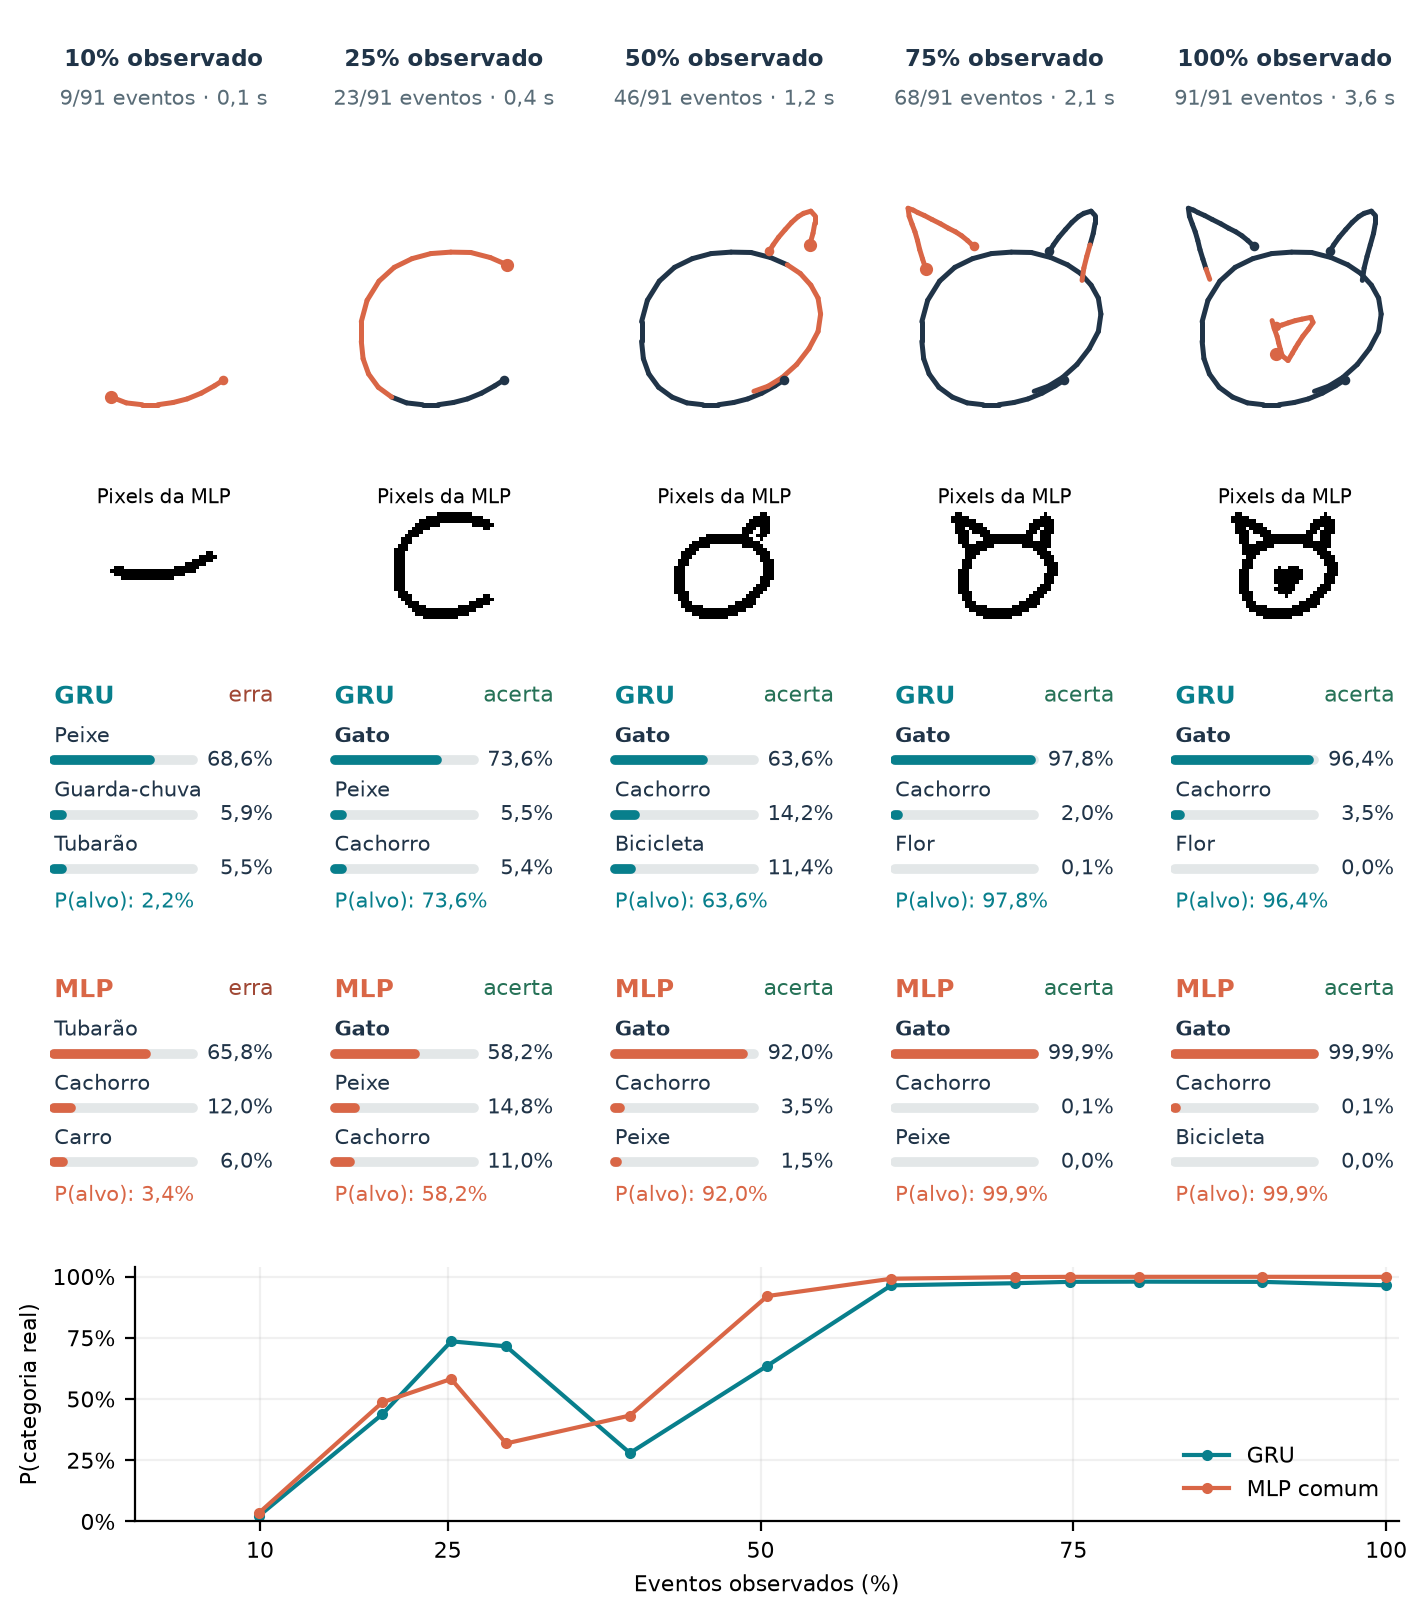 10% observado 25% observado 50% observado 75% observado 100% observado
9/91 eventos · 0,1 s 23/91 eventos · 0,4 s 46/91 eventos · 1,2 s 68/91 eventos · 2,1 s 91/91 eventos · 3,6 s
Pixels da MLP Pixels da MLP Pixels da MLP Pixels da MLP Pixels da MLP
GRU erra GRU acerta GRU acerta GRU acerta GRU acerta
Peixe Gato Gato Gato Gato
68,6% 73,6% 63,6% 97,8% 96,4%
Guarda-chuva Peixe Cachorro Cachorro Cachorro
5,9% 5,5% 14,2% 2,0% 3,5%
Tubarão Cachorro Bicicleta Flor Flor
5,5% 5,4% 11,4% 0,1% 0,0%
P(alvo): 2,2% P(alvo): 73,6% P(alvo): 63,6% P(alvo): 97,8% P(alvo): 96,4%
MLP erra MLP acerta MLP acerta MLP acerta MLP acerta
Tubarão Gato Gato Gato Gato
65,8% 58,2% 92,0% 99,9% 99,9%
Cachorro Peixe Cachorro Cachorro Cachorro
12,0% 14,8% 3,5% 0,1% 0,1%
Carro Cachorro Peixe Peixe Bicicleta
6,0% 11,0% 1,5% 0,0% 0,0%
P(alvo): 3,4% P(alvo): 58,2% P(alvo): 92,0% P(alvo): 99,9% P(alvo): 99,9%
P(categoria real)
100%
75%
50%
25%
0%
GRU
MLP comum
10 25 50 75 100
Eventos observados (%)